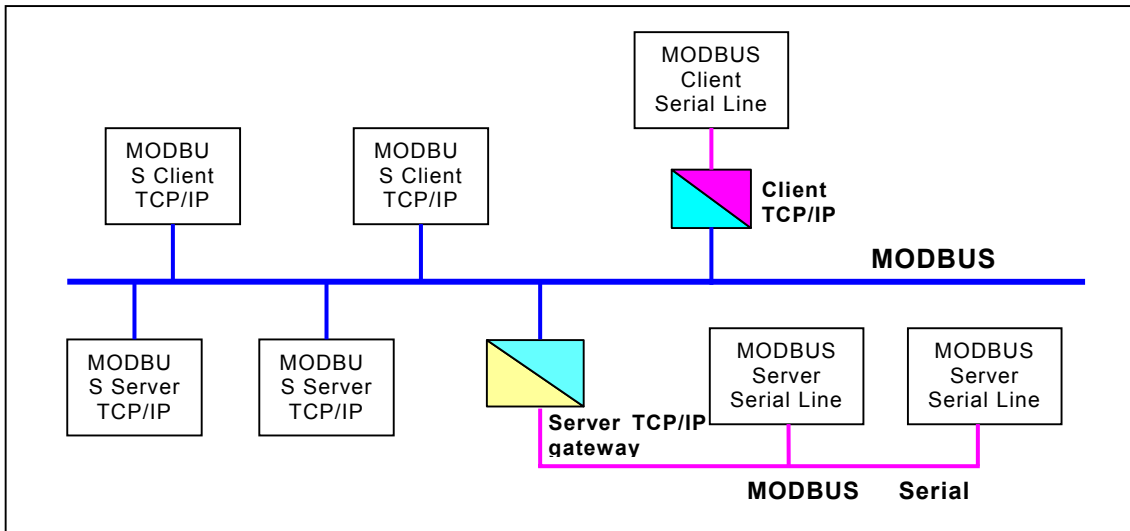 MODBUS
Client
Serial Line
MODBU
S Client
TCP/IP
MODBU
S Client
TCP/IP
Client
TCP/IP
MODBUS
MODBU
S Server
TCP/IP
MODBU
S Server
TCP/IP
Server TCP/IP
gateway
MODBUS
Server
Serial Line
MODBUS
Server
Serial Line
MODBUS Serial